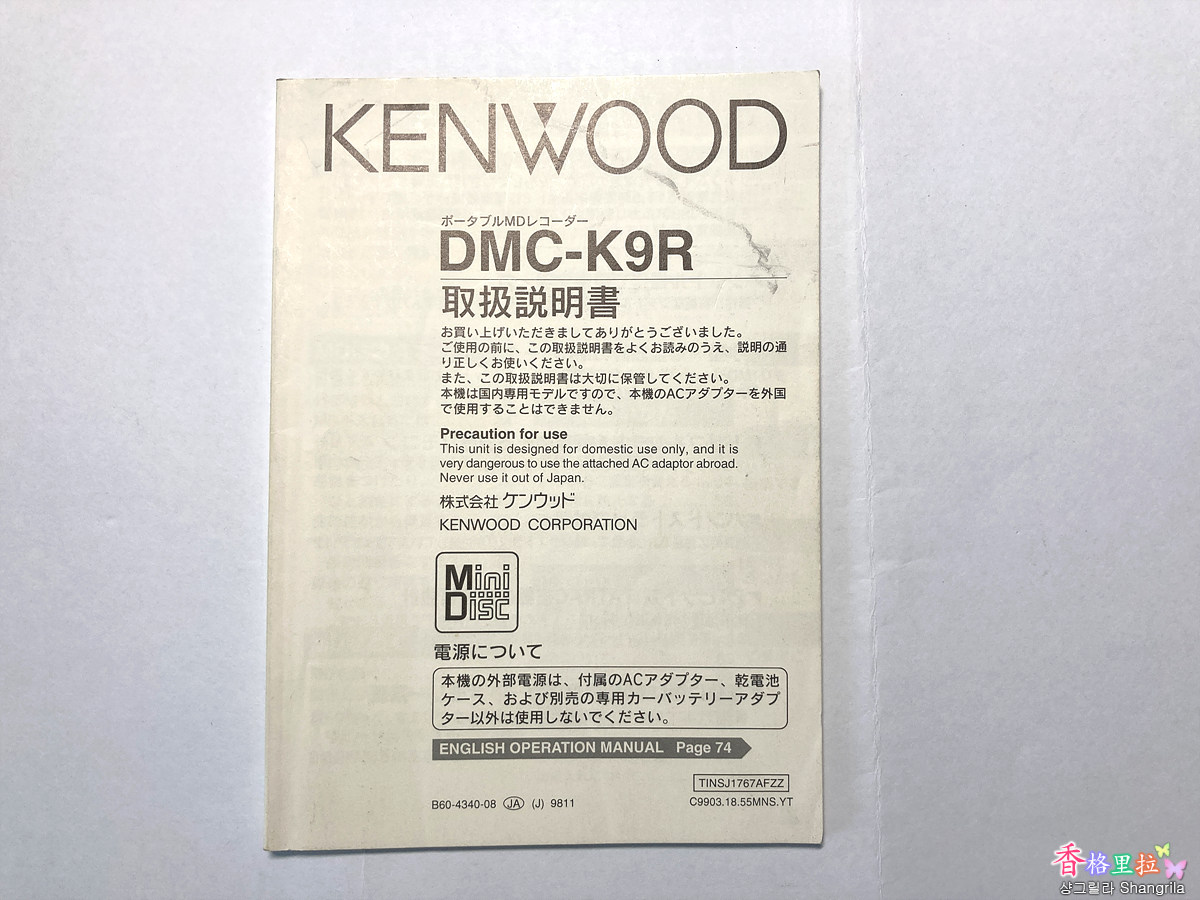 KENWOOD
ポータブルMDレコーダー
DMC-K9R
取扱説明書
お買い上げいただきましてありがとうございました。
ご使用の前に、この取扱説明書をよくお読みのうえ、説明の通
り正しくお使いください。
また、この取扱説明書は大切に保管してください。
本機は国内専用モデルですので、本機のACアダプターを外国
で使用することはできません。
Precaution for use
This unit is designed for domestic use only, and it is
very dangerous to use the attached AC adaptor abroad.
Never use it out of Japan.
株式会社 ケンウッド
KENWOOD CORPORATION
Mini
Disc
電源について
本機の外部電源は、付属のACアダプター、乾電池
ケース、および別売の専用カーバッテリーアダプ
ター以外は使用しないでください。
ENGLISH OPERATION MANUAL Page 74
TINSJ1767AFZZ
B60-4340-08 JA (J) 9811
C9903.18.55MNS.YT
香格里拉
샹그릴라 Shangrila